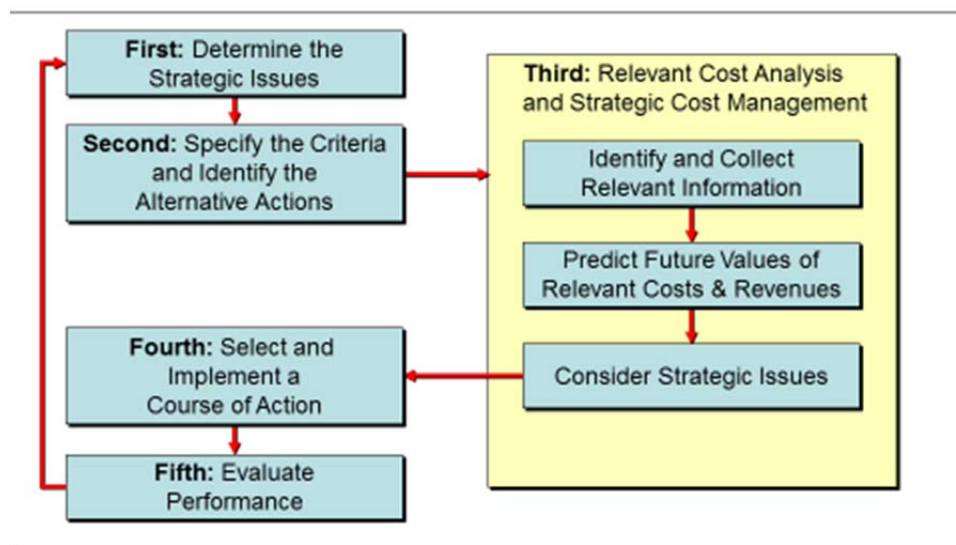 First: Determine the
Strategic Issues
Second: Specify the Criteria
and Identify the
Alternative Actions
Third: Relevant Cost Analysis
and Strategic Cost Management
Identify and Collect
Relevant Information
Predict Future Values of
Relevant Costs & Revenues
Consider Strategic Issues
Fourth: Select and
Implement a
Course of Action
Fifth: Evaluate
Performance